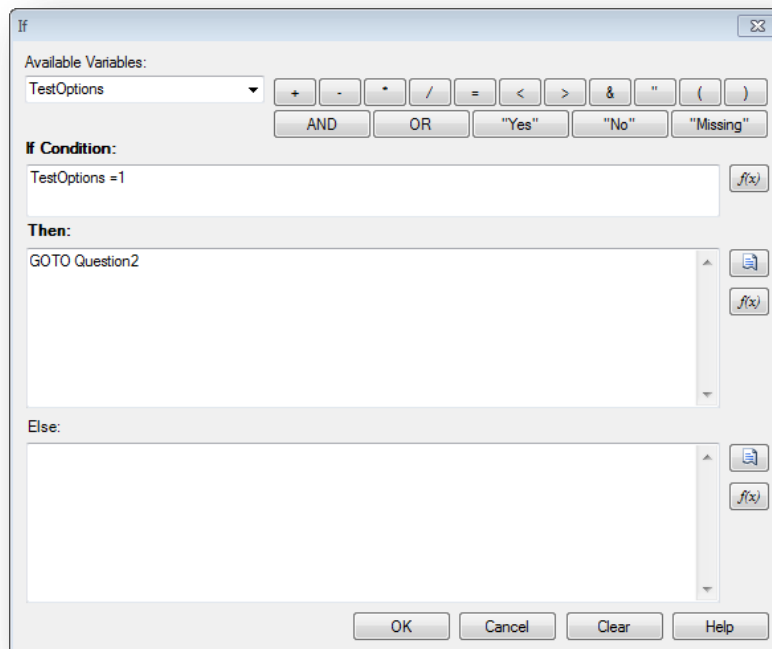 If
Available Variables:
TestOptions
+ - * / = < > & " ( )
AND OR "Yes" "No" "Missing"
If Condition:
TestOptions =1
f(x)
Then:
GOTO Question2
f(x)
Else:
f(x)
OK Cancel Clear Help